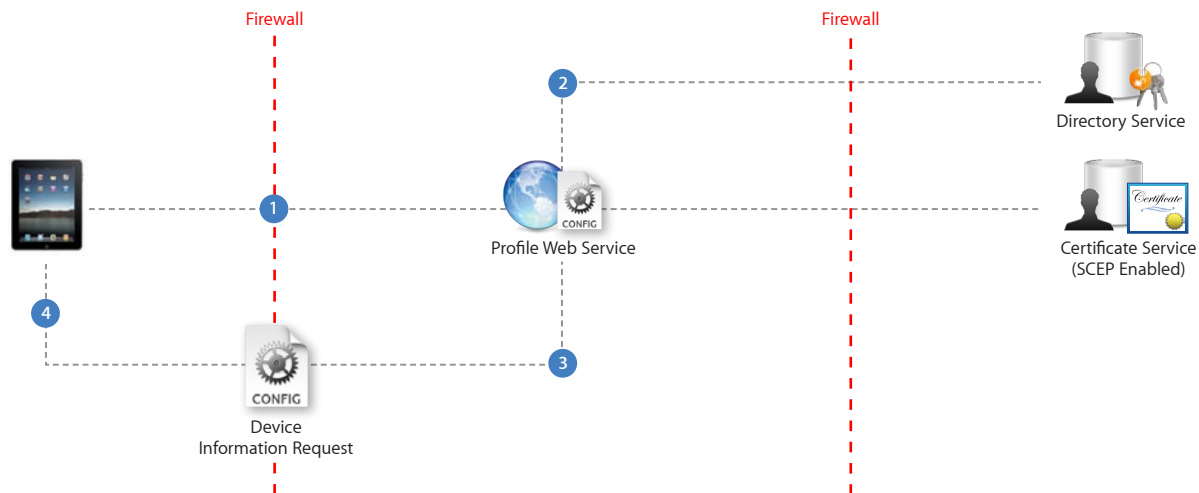 Firewall
Firewall
2
Directory Service
1
CONFIG
Profile Web Service
Certificate
Certificate Service
(SCEP Enabled)
4
3
CONFIG
Device
Information Request